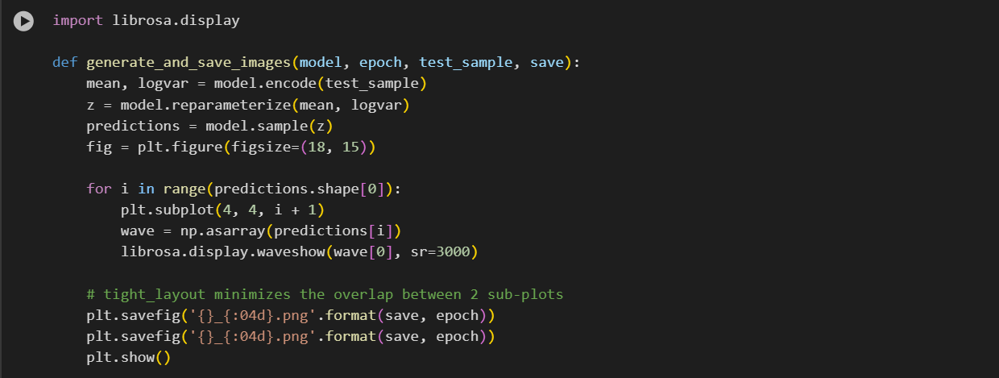 import librosa.display
def generate_and_save_images(model, epoch, test_sample, save):
    mean, logvar = model.encode(test_sample)
    z = model.reparameterize(mean, logvar)
    predictions = model.sample(z)
    fig = plt.figure(figsize=(18, 15))
    for i in range(predictions.shape[0]):
        plt.subplot(4, 4, i + 1)
        wave = np.asarray(predictions[i])
        librosa.display.waveshow(wave[0], sr=3000)
    # tight_layout minimizes the overlap between 2 sub-plots
    plt.savefig('{}_{:04d}.png'.format(save, epoch))
    plt.savefig('{}_{:04d}.png'.format(save, epoch))
    plt.show()